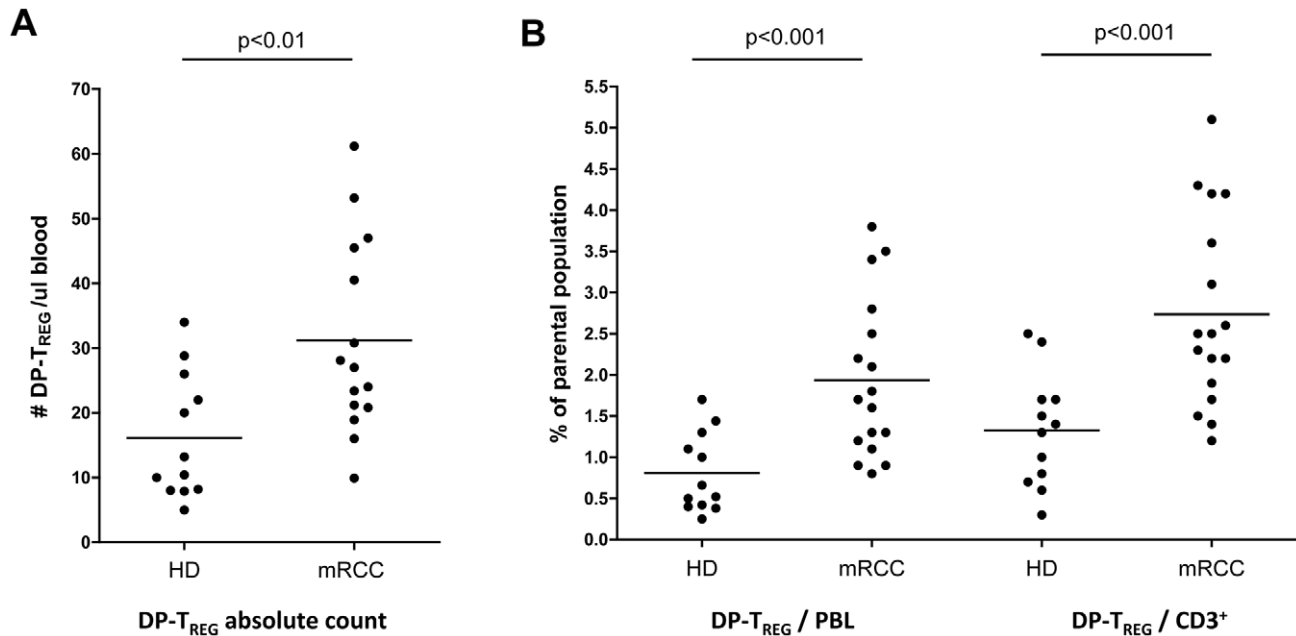 A
p<0.01
# DP-TREG /ul blood
70
60
50
40
30
20
10
0
HD mRCC
DP-TREG absolute count
B
p<0.001 p<0.001
% of parental population
5.5
5.0
4.5
4.0
3.5
3.0
2.5
2.0
1.5
1.0
0.5
0.0
HD mRCC HD mRCC
DP-TREG / PBL DP-TREG / CD3⁺